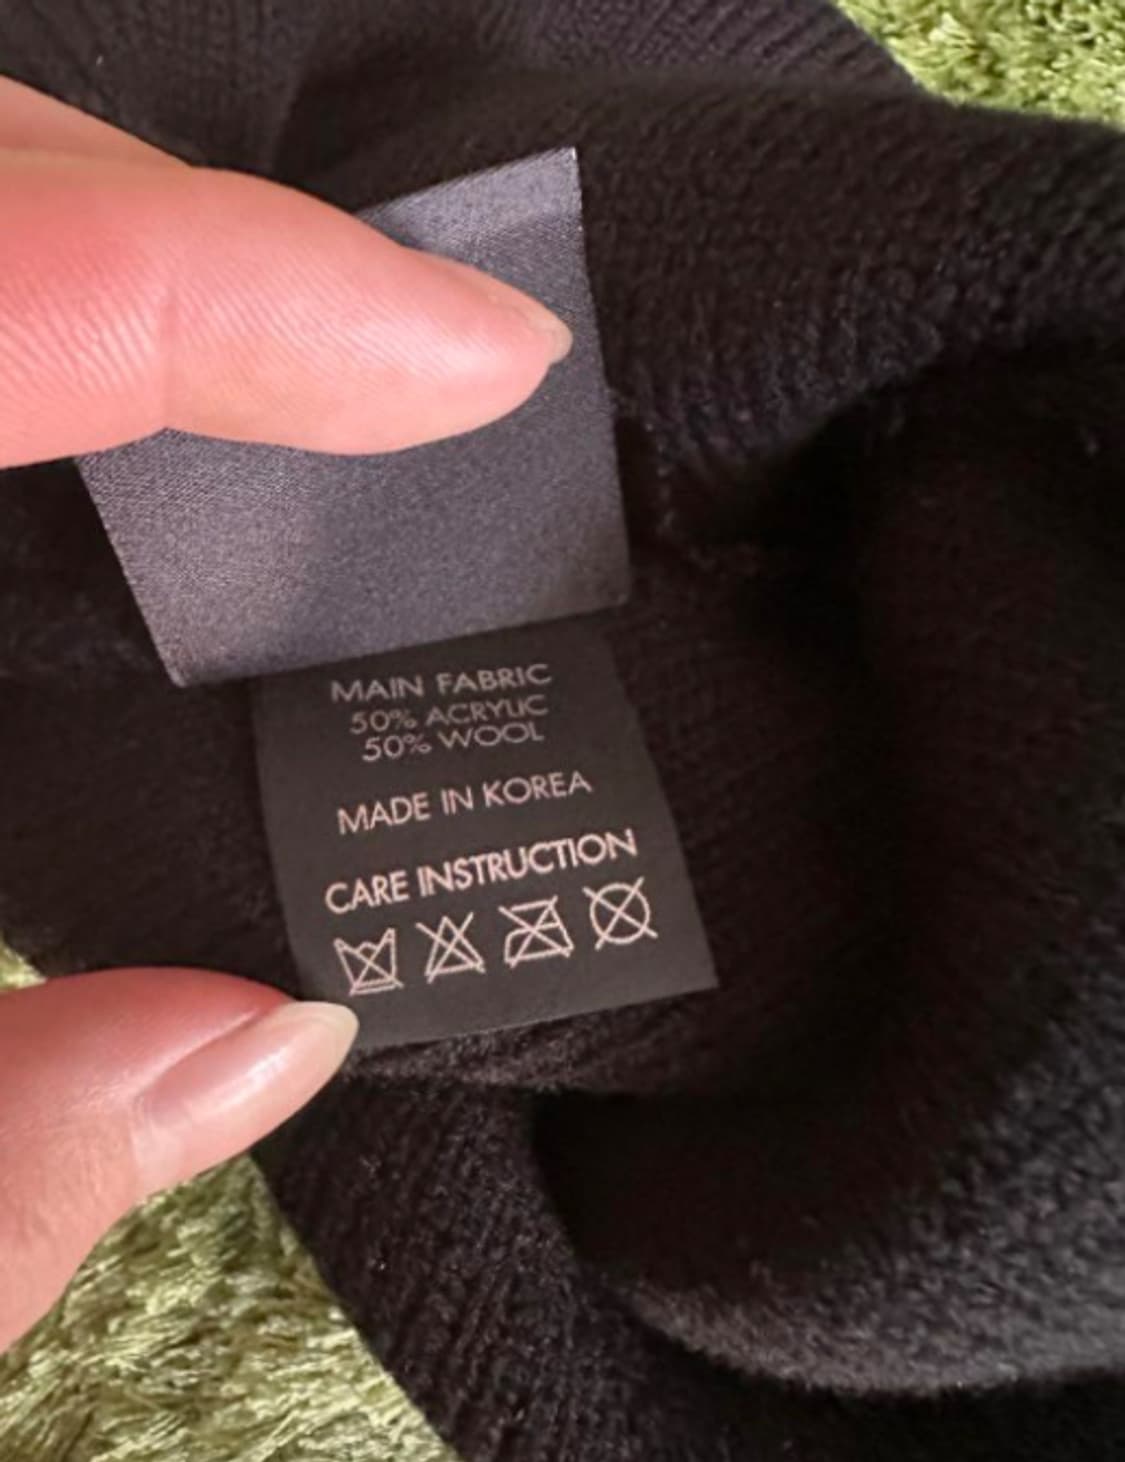 MAIN FABRIC
50% ACRYLIC
50% WOOL
MADE IN KOREA
CARE INSTRUCTION